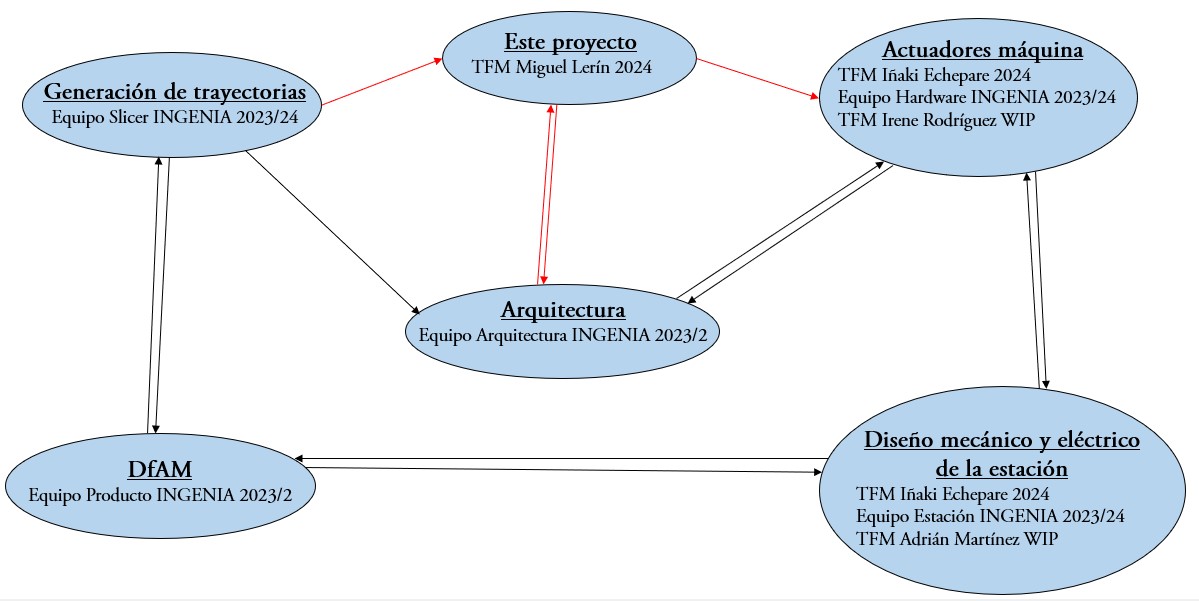 Este proyecto
TFM Miguel Lerín 2024
Generación de trayectorias
Equipo Slicer INGENIA 2023/24
Actuadores máquina
TFM Iñaki Echepare 2024
Equipo Hardware INGENIA 2023/24
TFM Irene Rodríguez WIP
Arquitectura
Equipo Arquitectura INGENIA 2023/2
DfAM
Equipo Producto INGENIA 2023/2
Diseño mecánico y eléctrico
de la estación
TFM Iñaki Echepare 2024
Equipo Estación INGENIA 2023/24
TFM Adrián Martínez WIP